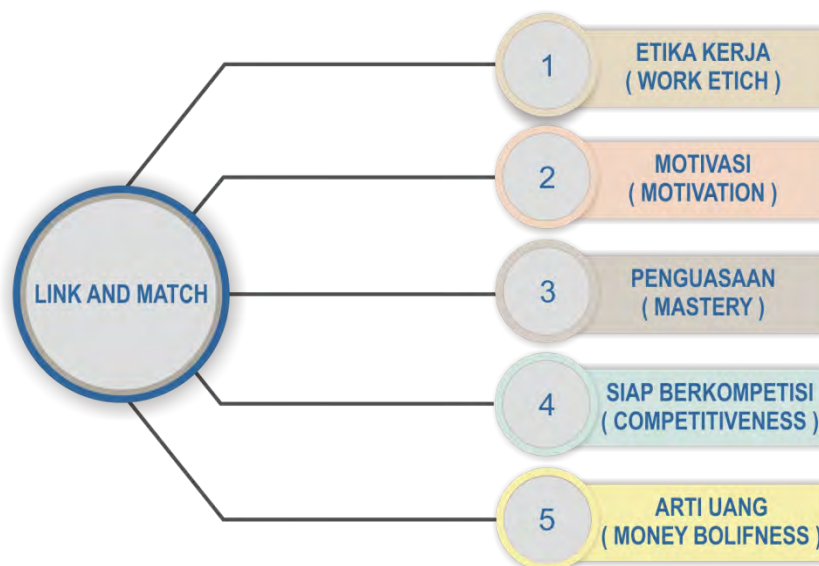 LINK AND MATCH
1
ETIKA KERJA
( WORK ETICH )
2
MOTIVASI
( MOTIVATION )
3
PENGUASAAN
( MASTERY )
4
SIAP BERKOMPETISI
( COMPETITIVENESS )
5
ARTI UANG
( MONEY BOLIFNESS )